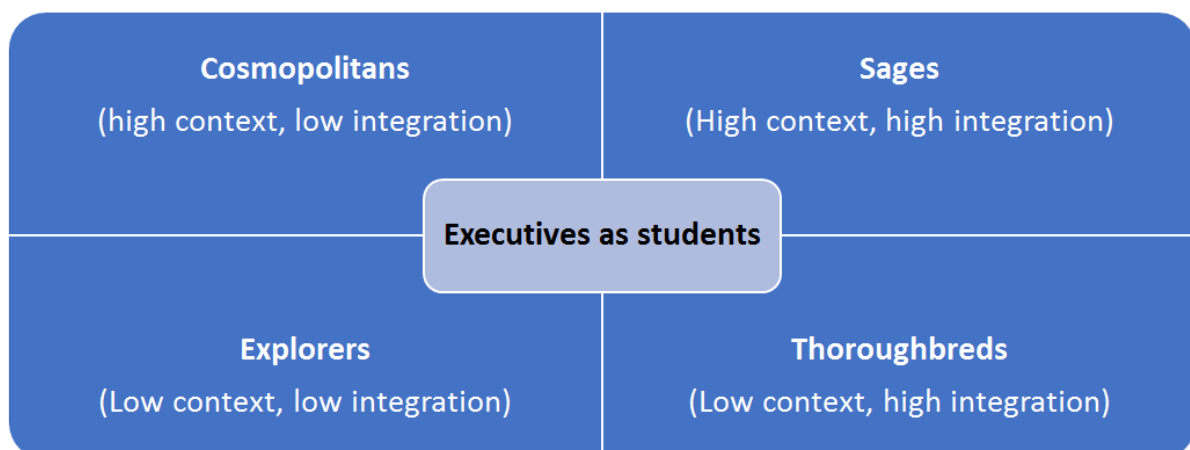 Cosmopolitans
(high context, low integration)
Sages
(High context, high integration)
Executives as students
Explorers
(Low context, low integration)
Thoroughbreds
(Low context, high integration)